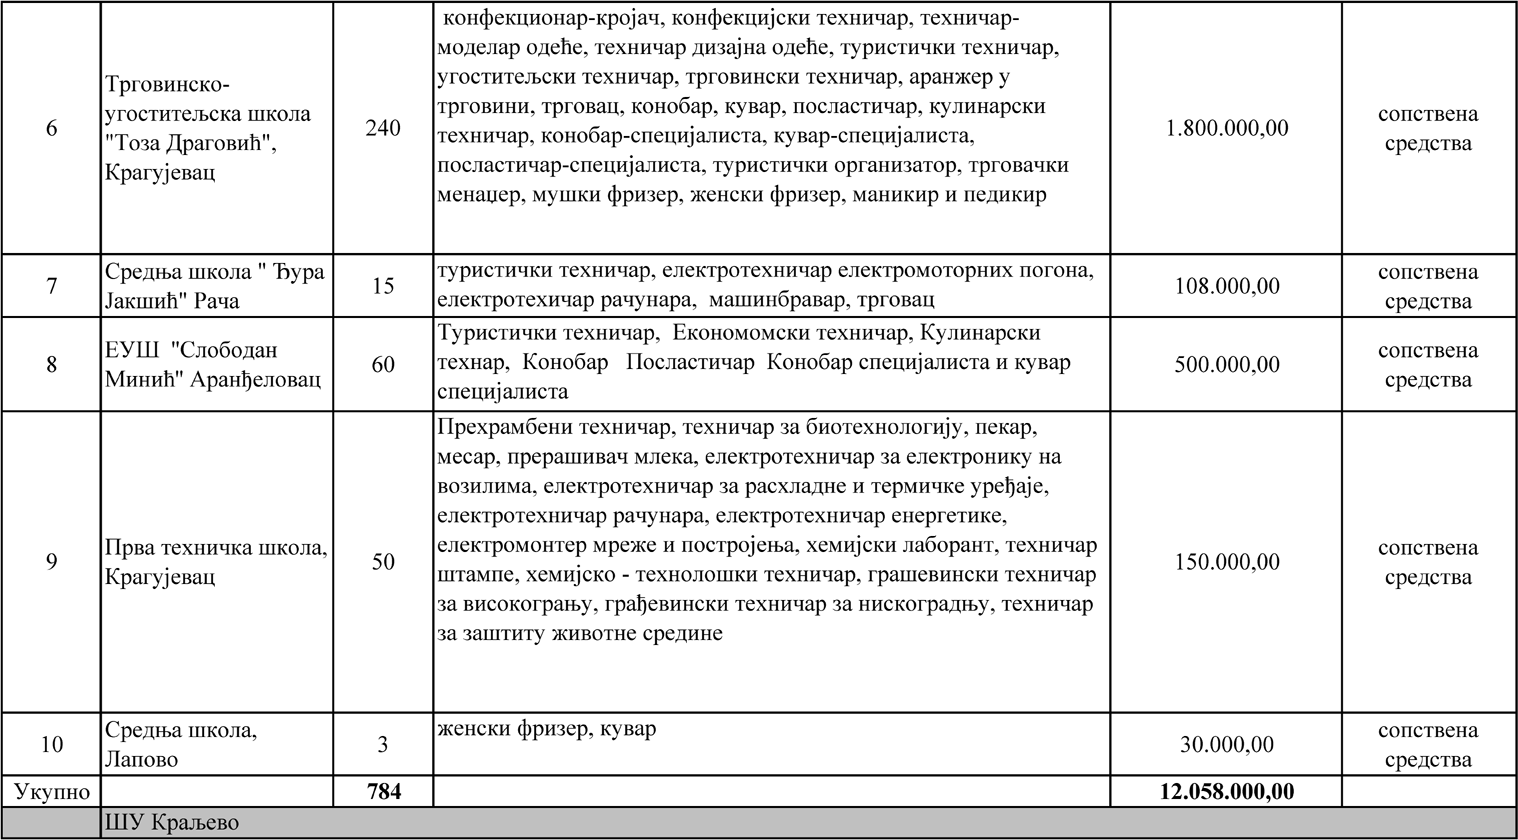 6
Трговинско-
угоститељска школа
"Тоза Драговић",
Крагујевац
240
конфекционар-кројач, конфекцијски техничар, техничар-
моделар одеће, техничар дизајна одеће, туристички техничар,
угоститељски техничар, трговински техничар, аранжер у
трговини, трговац, конобар, кувар, посластичар, кулинарски
техничар, конобар-специјалиста, кувар-специјалиста,
посластичар-специјалиста, туристички организатор, трговачки
менаџер, мушки фризер, женски фризер, маникир и педикир
1.800.000,00
сопствена
средства
7
Средња школа " Ђура
Јакшић" Рача
15
туристички техничар, електротехничар електромоторних погона,
електротехичар рачунара,  машинбравар, трговац
108.000,00
сопствена
средства
8
ЕУШ  "Слободан
Минић" Аранђеловац
60
Туристички техничар,  Економомски техничар, Кулинарски
технар,  Конобар   Посластичар  Конобар специјалиста и кувар
специјалиста
500.000,00
сопствена
средства
9
Прва техничка школа,
Крагујевац
50
Прехрамбени техничар, техничар за биотехнологију, пекар,
месар, прерашивач млека, електротехничар за електронику на
возилима, електротехничар за расхладне и термичке уређаје,
електротехничар рачунара, електротехничар енергетике,
електромонтер мреже и постројења, хемијски лаборант, техничар
штампе, хемијско - технолошки техничар, грашевински техничар
за високогрању, грађевински техничар за нискоградњу, техничар
за заштиту животне средине
150.000,00
сопствена
средства
10
Средња школа,
Лапово
3
женски фризер, кувар
30.000,00
сопствена
средства
Укупно
784
12.058.000,00
ШУ Краљево